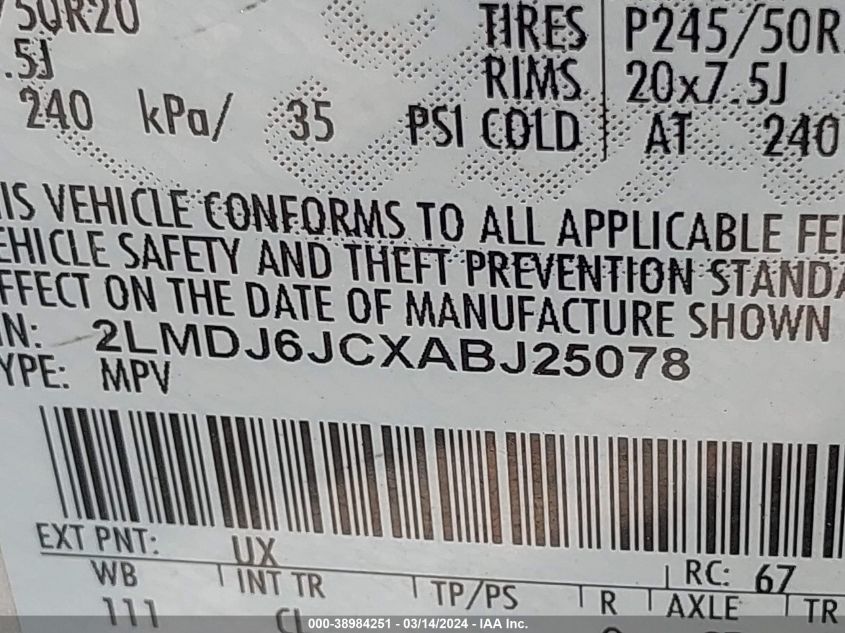 /50R20 TIRES P245/50R
.5J RIMS 20x7.5J
240 kPa/ 35 PSI COLD AT 240
IS VEHICLE CONFORMS TO ALL APPLICABLE FE
EHICLE SAFETY AND THEFT PREVENTION STANDA
FFECT ON THE DATE OF MANUFACTURE SHOWN
IN: 2LMDJ6JCXABJ25078
YPE: MPV
EXT PNT: UX RC: 67
WB INT TR TP/PS R AXLE TR
111 CJ
000-38984251 - 03/14/2024 - IAA Inc.